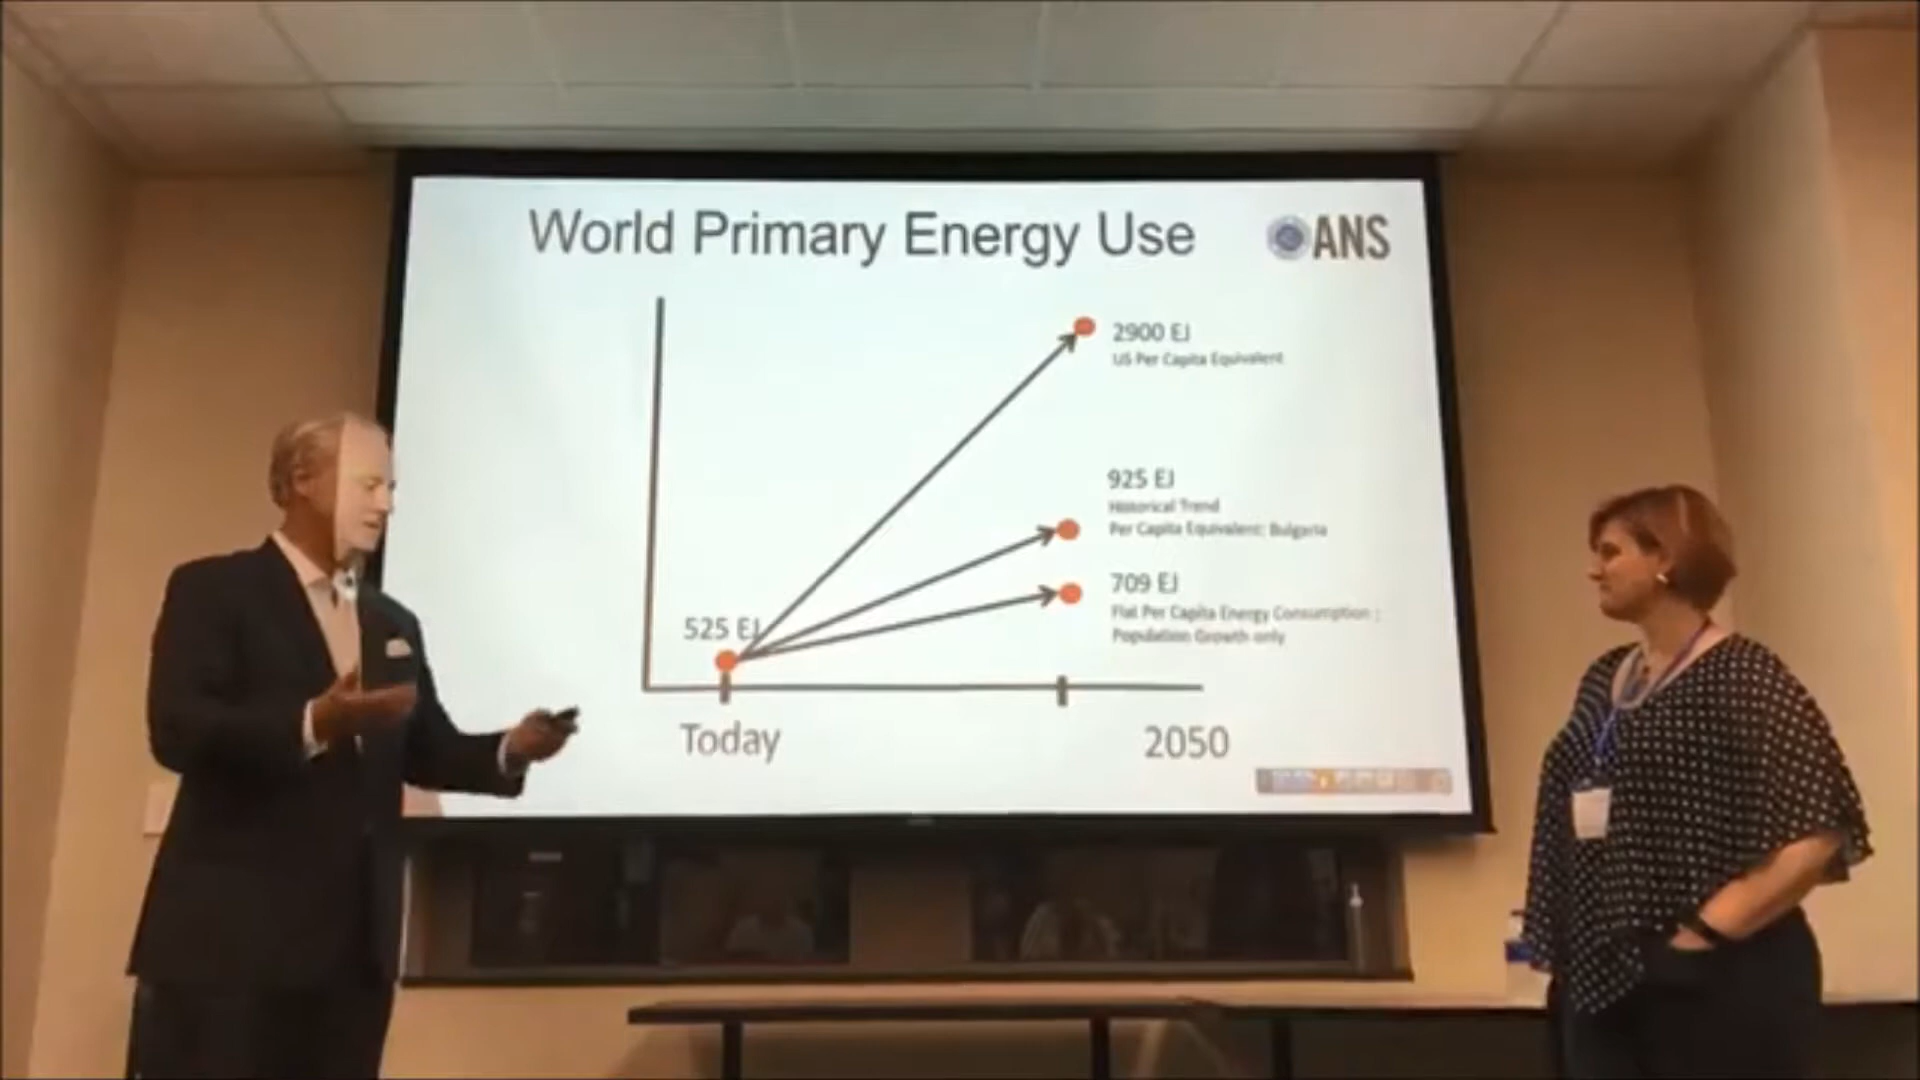 World Primary Energy Use
ANS
2900 EJ
US Per Capita Equivalent
925 EJ
Historical Trend
Per Capita Equivalent: Bulgaria
709 EJ
Flat Per Capita Energy Consumption ;
Population Growth only
525 EJ
Today
2050